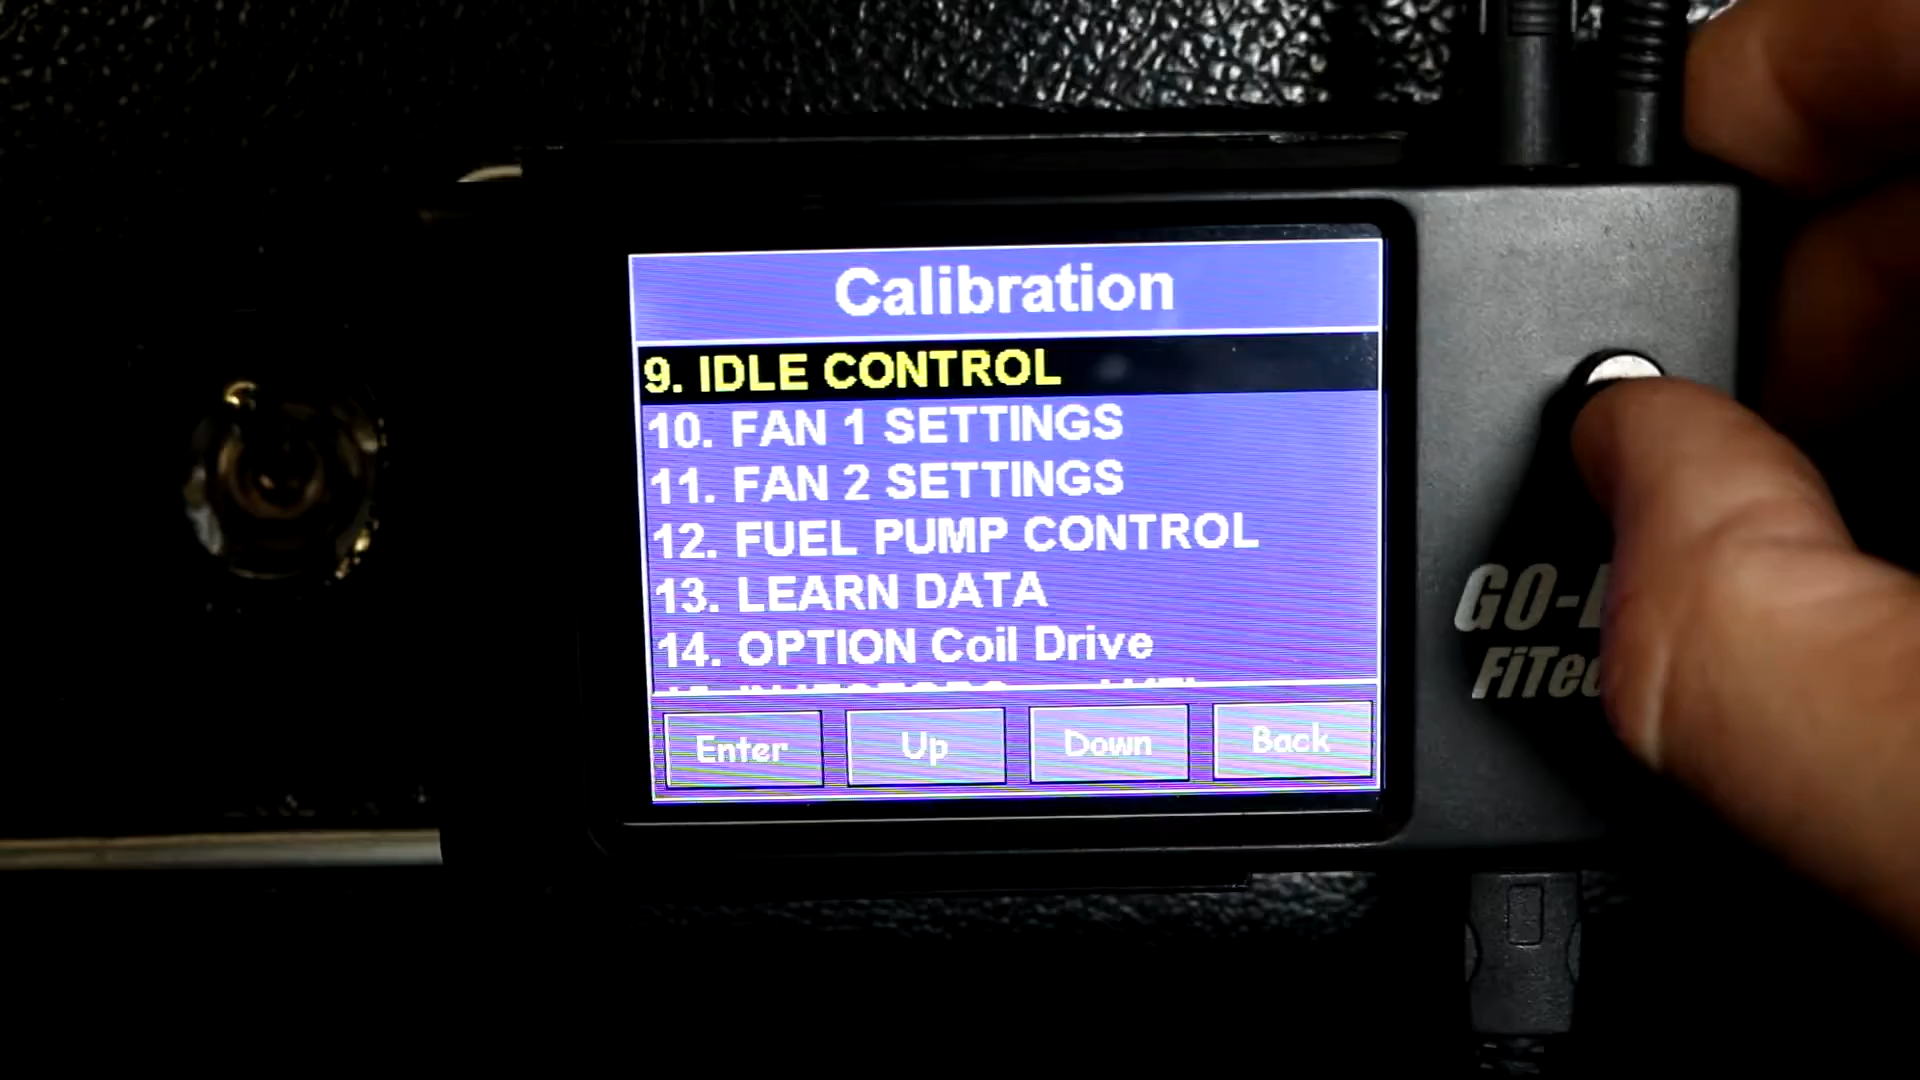 Calibration
9. IDLE CONTROL
10. FAN 1 SETTINGS
11. FAN 2 SETTINGS
12. FUEL PUMP CONTROL
13. LEARN DATA
14. OPTION Coil Drive
Enter
Up
Down
Back
GO-
FiTec